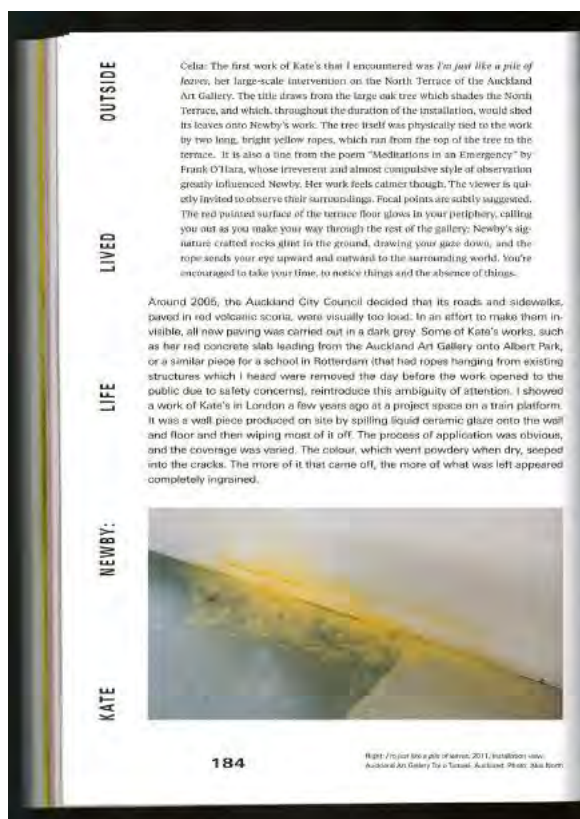 KATE NEWBY: LIFE LIVED OUTSIDE
Celia: The first work of Kate's that I encountered was I'm just like a pile of
leaves, her large-scale intervention on the North Terrace of the Auckland
Art Gallery. The title draws from the large oak tree which shades the North
Terrace, and which, throughout the duration of the installation, would shed
its leaves onto Newby's work. The tree itself was physically tied to the work
by two long, bright yellow ropes, which ran from the top of the tree to the
terrace. It is also a line from the poem "Meditations in an Emergency" by
Frank O'Hara, whose irreverent and almost compulsive style of observation
greatly influenced Newby. Her work feels calmer though. The viewer is qui-
etly invited to observe their surroundings. Focal points are subtly suggested.
The red painted surface of the terrace floor glows in your periphery, calling
you out as you make your way through the rest of the gallery; Newby's sig-
nature crafted rocks glint in the ground, drawing your gaze down, and the
rope sends your eye upward and outward to the surrounding world. You're
encouraged to take your time, to notice things and the absence of things.
Around 2005, the Auckland City Council decided that its roads and sidewalks,
paved in red volcanic scoria, were visually too loud. In an effort to make them in-
visible, all new paving was carried out in a dark grey. Some of Kate's works, such
as her red concrete slab leading from the Auckland Art Gallery onto Albert Park,
or a similar piece for a school in Rotterdam (that had ropes hanging from existing
structures which I heard were removed the day before the work opened to the
public due to safety concerns), reintroduce this ambiguity of attention. I showed
a work of Kate's in London a few years ago at a project space on a train platform.
It was a wall piece produced on site by spilling liquid ceramic glaze onto the wall
and floor and then wiping most of it off. The process of application was obvious,
and the coverage was varied. The colour, which went powdery when dry, seeped
into the cracks. The more of it that came off, the more of what was left appeared
completely ingrained.
184
Right: I'm just like a pile of leaves, 2011, installation view,
Auckland Art Gallery Toi o Tamaki, Auckland. Photo: Alex North